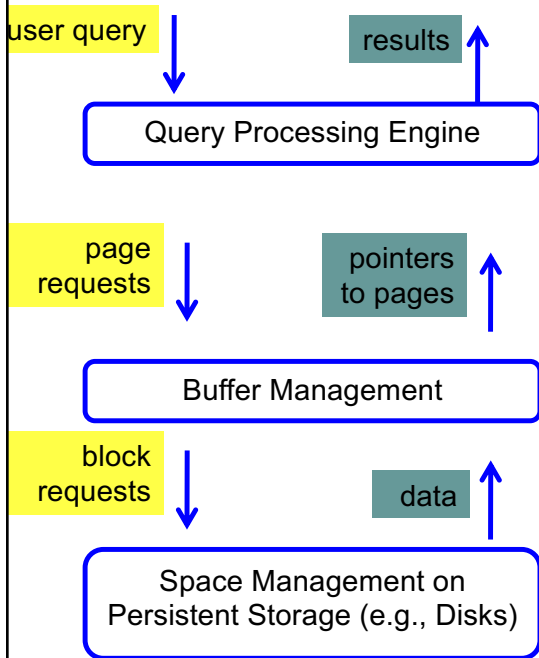 user query
results
Query Processing Engine
page
requests
pointers
to pages
Buffer Management
block
requests
data
Space Management on
Persistent Storage (e.g., Disks)